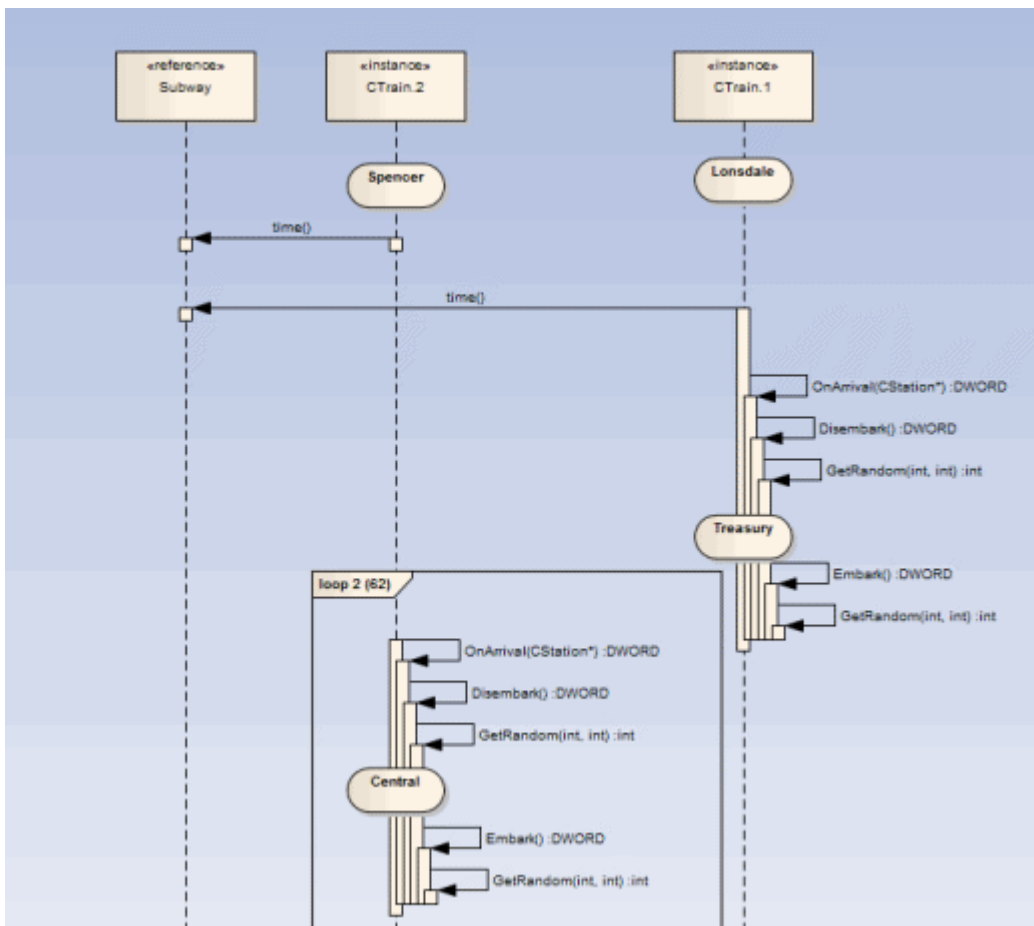 «reference»
Subway
«instance»
CTrain.2
«instance»
CTrain.1
Spencer
Lonsdale
time()
time()
OnArrival(CStation*) :DWORD
Disembark() :DWORD
GetRandom(int, int) :int
Treasury
Embark() :DWORD
loop 2 (62)
GetRandom(int, int) :int
OnArrival(CStation*) :DWORD
Disembark() :DWORD
GetRandom(int, int) :int
Central
Embark() :DWORD
GetRandom(int, int) :int